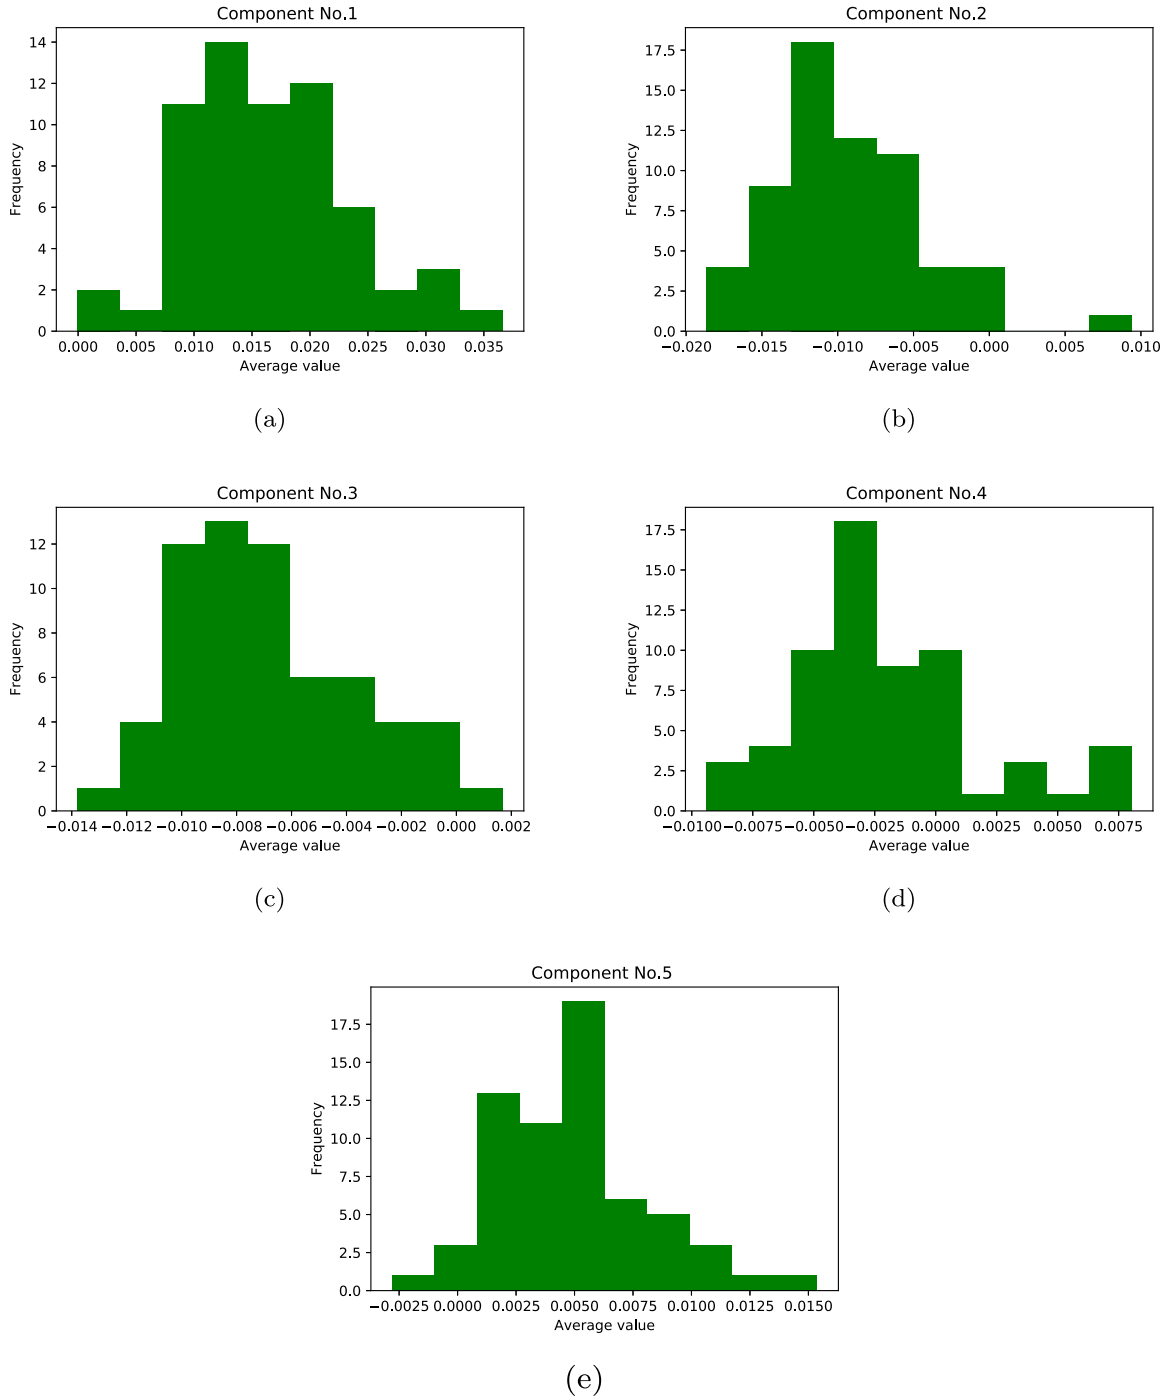 Component No.1
14
12
10
8
6
4
2
0
Frequency
0.000 0.005 0.010 0.015 0.020 0.025 0.030 0.035
Average value
(a)
Component No.2
17.5
15.0
12.5
10.0
7.5
5.0
2.5
0.0
Frequency
−0.020 −0.015 −0.010 −0.005 0.000 0.005 0.010
Average value
(b)
Component No.3
12
10
8
6
4
2
0
Frequency
−0.014 −0.012 −0.010 −0.008 −0.006 −0.004 −0.002 0.000 0.002
Average value
(c)
Component No.4
17.5
15.0
12.5
10.0
7.5
5.0
2.5
0.0
Frequency
−0.0100 −0.0075 −0.0050 −0.0025 0.0000 0.0025 0.0050 0.0075
Average value
(d)
Component No.5
17.5
15.0
12.5
10.0
7.5
5.0
2.5
0.0
Frequency
−0.0025 0.0000 0.0025 0.0050 0.0075 0.0100 0.0125 0.0150
Average value
(e)